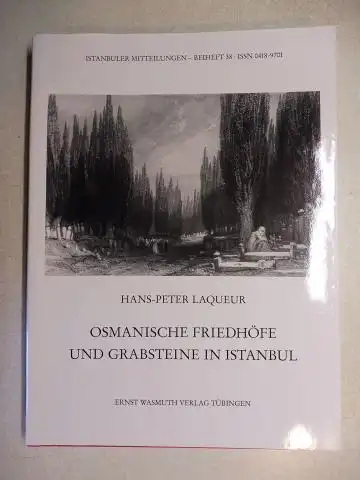 ISTANBULER MITTEILUNGEN – BEIHEFT 38 · ISSN 0418-9701
HANS-PETER LAQUEUR
OSMANISCHE FRIEDHÖFE
UND GRABSTEINE IN ISTANBUL
ERNST WASMUTH VERLAG TÜBINGEN